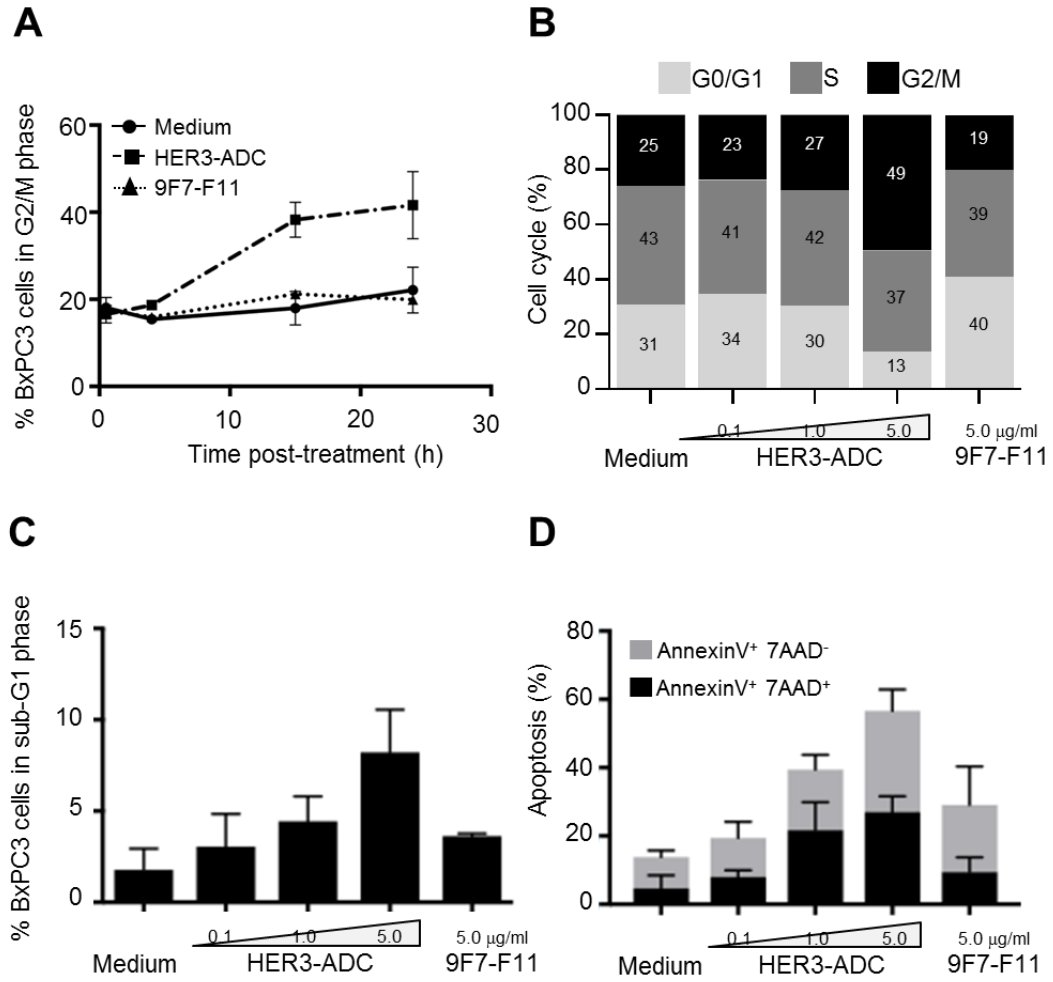 A
% BxPC3 cells in G2/M phase
60
40
20
0
Medium
HER3-ADC
9F7-F11
0 10 20 30
Time post-treatment (h)
B
G0/G1 S G2/M
Cell cycle (%)
100
80
60
40
20
0
25 23 27 49 19
43 41 42 37 39
31 34 30 13 40
0.1 1.0 5.0 5.0 μg/ml
Medium HER3-ADC 9F7-F11
C
% BxPC3 cells in sub-G1 phase
15
10
5
0
0.1 1.0 5.0 5.0 μg/ml
Medium HER3-ADC 9F7-F11
D
Apoptosis (%)
80
60
40
20
0
AnnexinV⁺ 7AAD⁻
AnnexinV⁺ 7AAD⁺
0.1 1.0 5.0 5.0 μg/ml
Medium HER3-ADC 9F7-F11